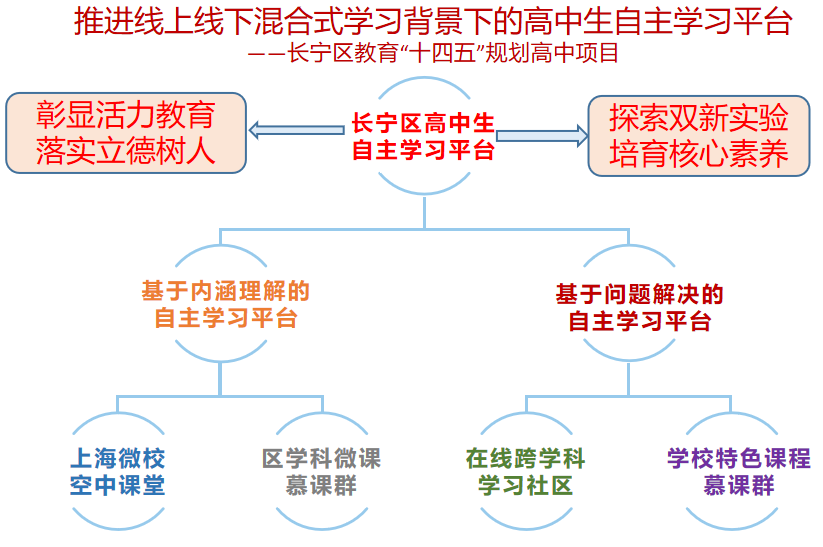 推进线上线下混合式学习背景下的高中生自主学习平台
——长宁区教育“十四五”规划高中项目
彰显活力教育
落实立德树人
长宁区高中生
自主学习平台
探索双新实验
培育核心素养
基于内涵理解的
自主学习平台
基于问题解决的
自主学习平台
上海微校
空中课堂
区学科微课
慕课群
在线跨学科
学习社区
学校特色课程
慕课群